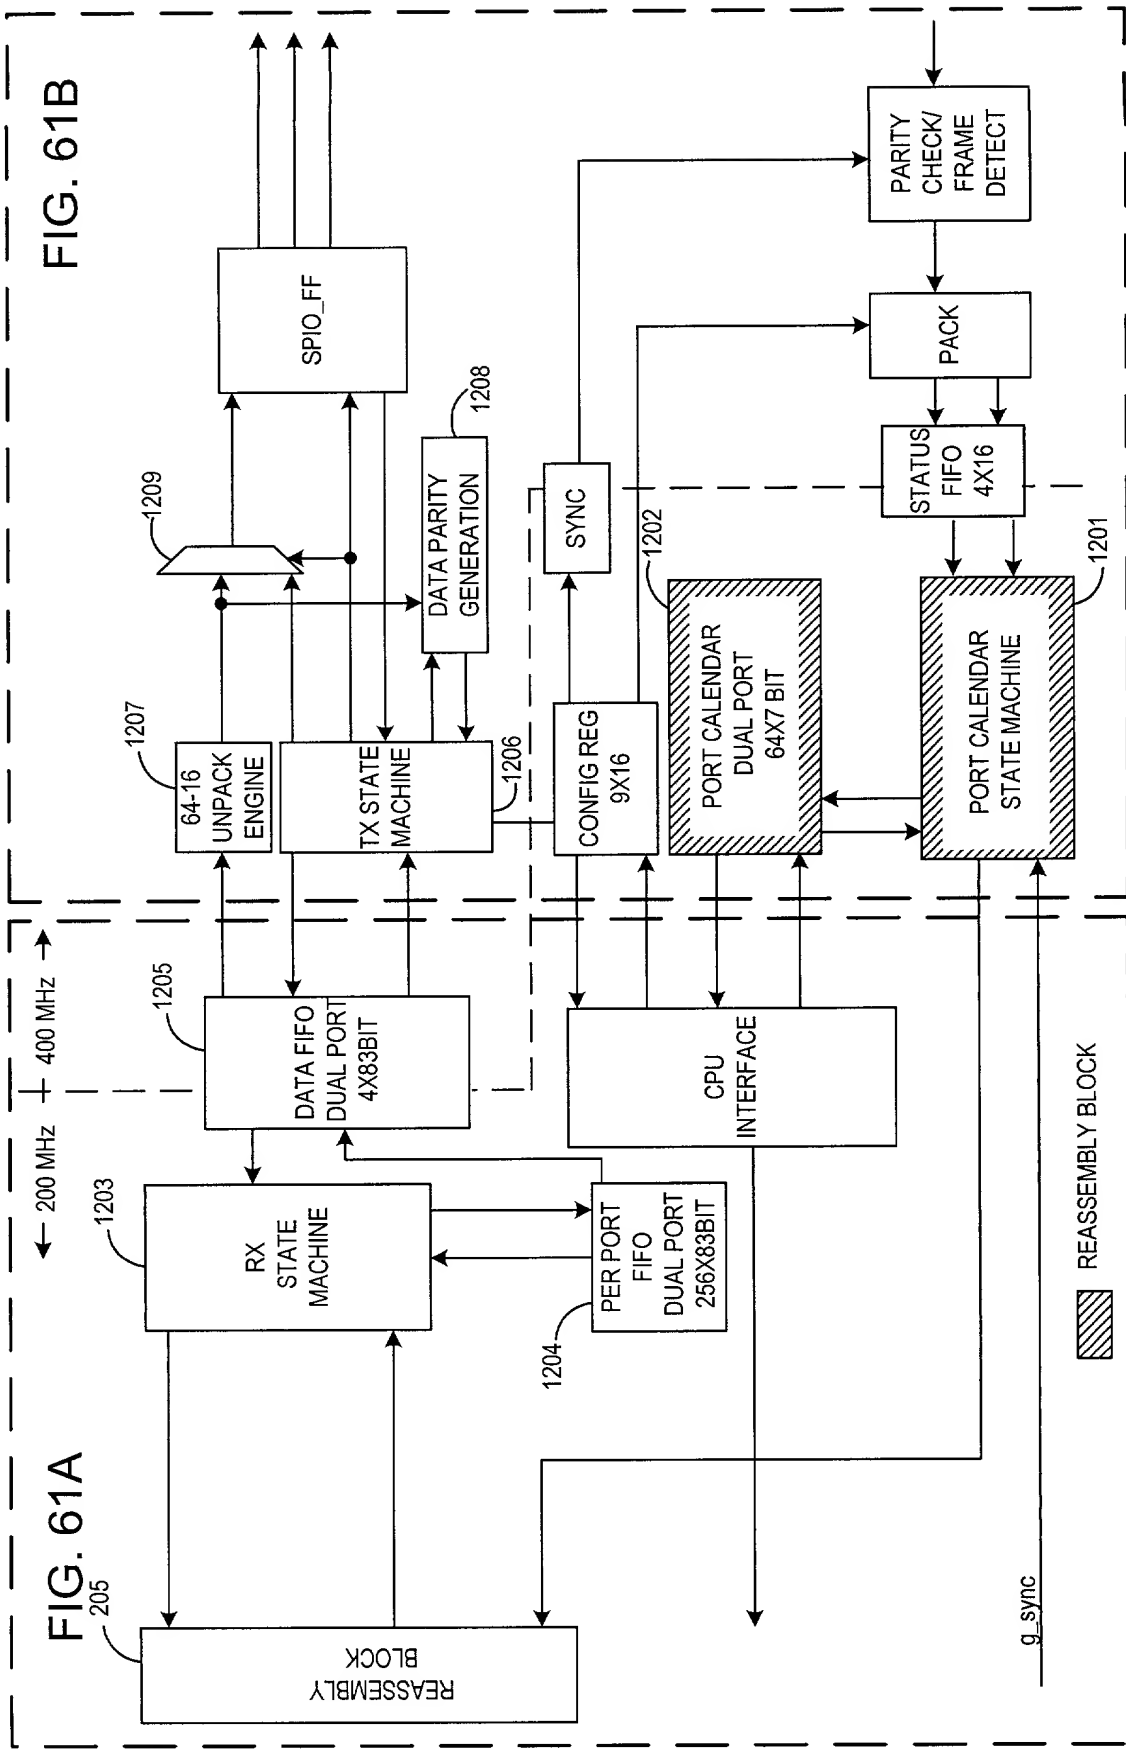 FIG. 61A
FIG. 61B
200 MHz
400 MHz
205
REASSEMBLY
BLOCK
1203
RX
STATE
MACHINE
1204
PER PORT
FIFO
DUAL PORT
256X83BIT
1205
DATA FIFO
DUAL PORT
4X83BIT
CPU
INTERFACE
g_sync
REASSEMBLY BLOCK
1207
64-16
UNPACK
ENGINE
TX STATE
MACHINE
1206
1209
DATA PARITY
GENERATION
1208
SPIO_FF
CONFIG REG
9X16
SYNC
1202
PORT CALENDAR
DUAL PORT
64X7 BIT
PORT CALENDAR
STATE MACHINE
1201
STATUS
FIFO
4X16
PACK
PARITY
CHECK/
FRAME
DETECT